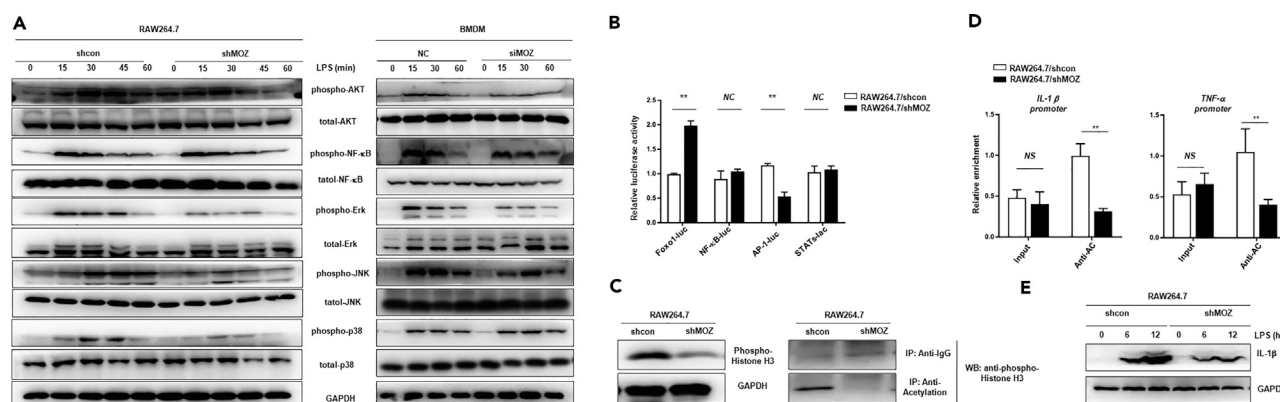 A
RAW264.7
BMDM
shcon
shMOZ
NC
siMOZ
0 15 30 45 60 0 15 30 45 60
LPS (min)
0 15 30 60 0 15 30 60
phospho-AKT
total-AKT
phospho-NF-κB
tatol-NF-κB
phospho-Erk
total-Erk
phospho-JNK
tatol-JNK
phospho-p38
total-p38
GAPDH
B
RAW264.7/shcon
RAW264.7/shMOZ
** NC ** NC
Relative luciferase activity
2.5
2.0
1.5
1.0
0.5
0.0
Foxo1-luc
NF-κB-luc
AP-1-luc
STATs-lac
C
RAW264.7
shcon shMOZ
Phospho-
Histone H3
GAPDH
RAW264.7
shcon shMOZ
IP: Anti-IgG
IP: Anti-
Acetylation
WB: anti-phospho-
Histone H3
D
RAW264.7/shcon
RAW264.7/shMOZ
IL-1 β
promoter
Relative enrichment
1.5
1.0
0.5
0.0
NS
**
Input
Anti-AC
TNF-α
promoter
1.5
1.0
0.5
0.0
NS
**
Input
Anti-AC
E
RAW264.7
shcon
shMOZ
0 6 12 0 6 12
LPS (h
IL-1β
GAPD